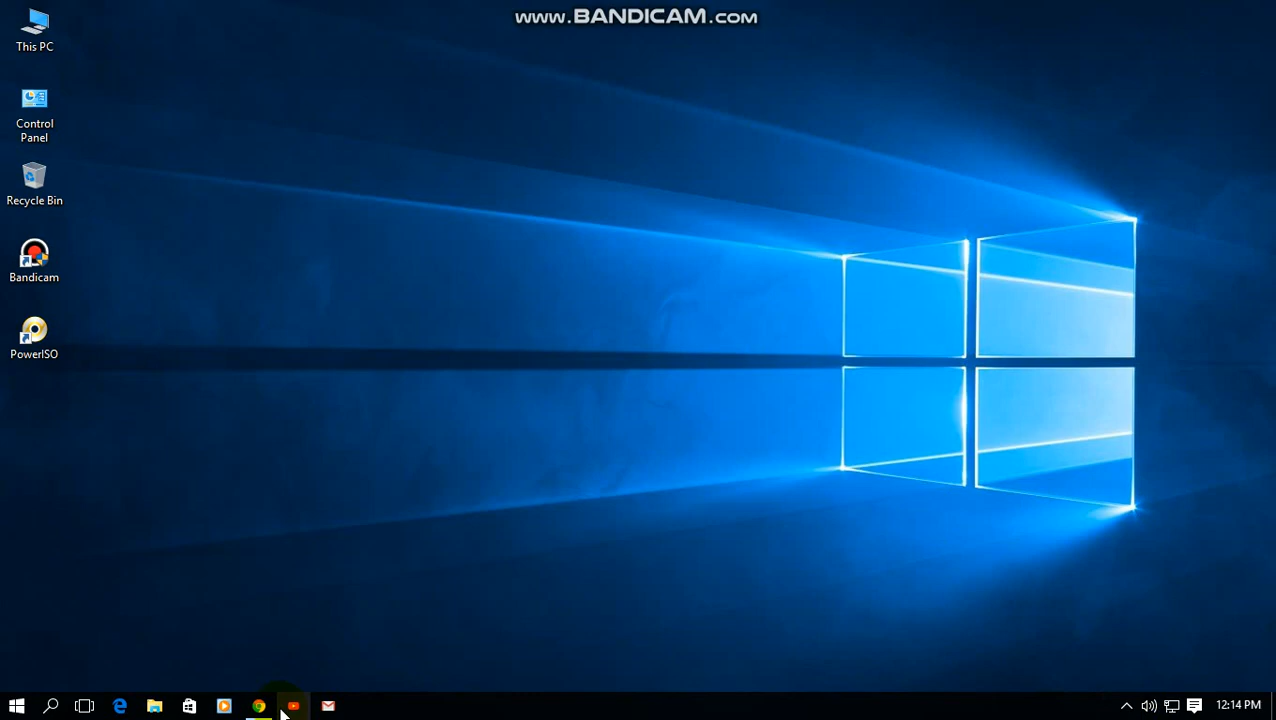 www.BANDICAM.com
This PC
Control
Panel
Recycle Bin
Bandicam
PowerISO
12:14 PM